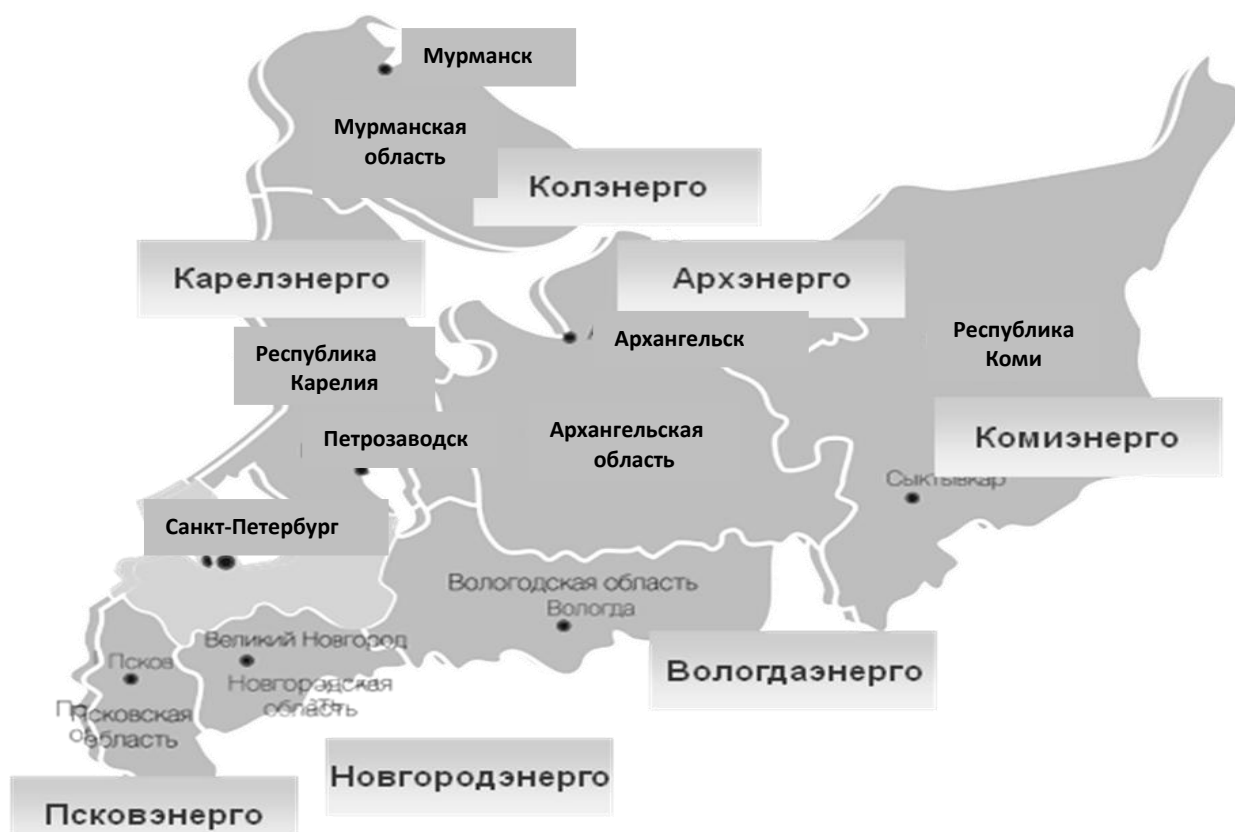 Мурманск
Мурманская
область
Колэнерго
Карелэнерго
Архэнерго
Архангельск
Республика
Коми
Республика
Карелия
Комиэнерго
Петрозаводск
Архангельская
область
Сыктывкар
Санкт-Петербург
Вологодская область
Вологда
Великий Новгород
Вологдаэнерго
Псков
Новгородская
область
Псковская
область
Новгородэнерго
Псковэнерго